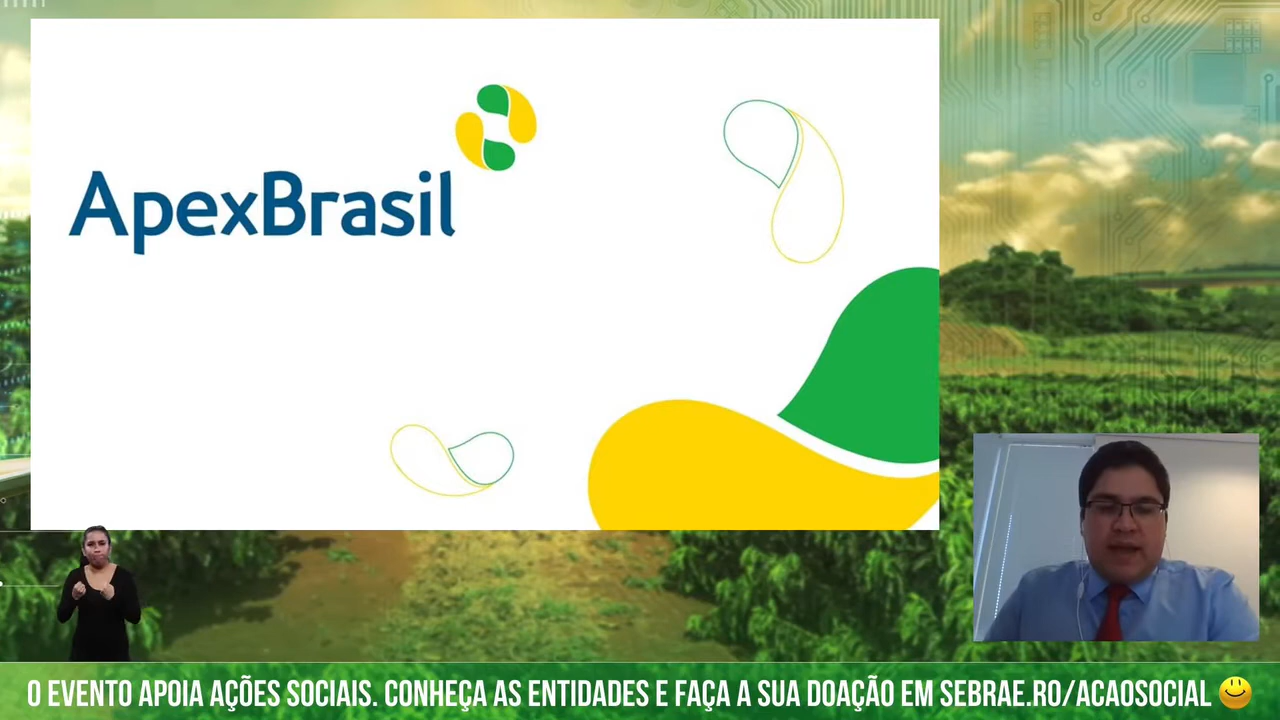 ApexBrasil
O EVENTO APOIA AÇÕES SOCIAIS. CONHEÇA AS ENTIDADES E FAÇA A SUA DOAÇÃO EM SEBRAE.RO/ACAOSOCIAL